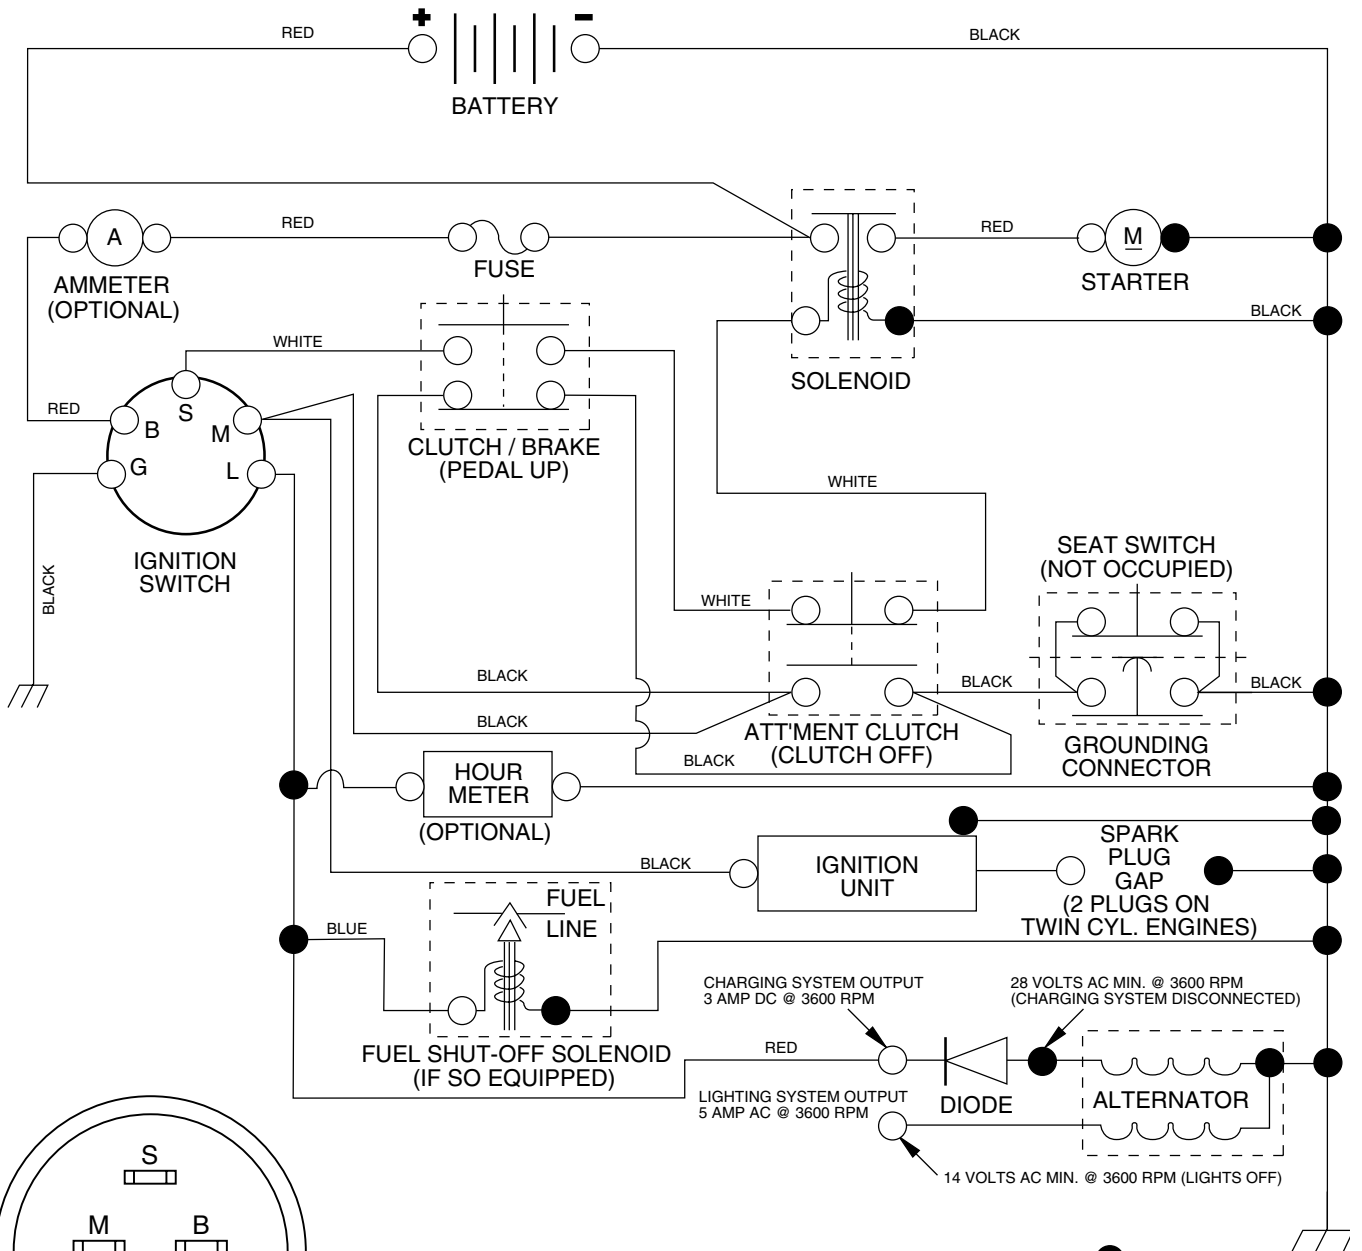 + -
RED
BLACK
BATTERY
RED
A
FUSE
RED
M
STARTER
AMMETER
(OPTIONAL)
BLACK
WHITE
SOLENOID
RED
S
B
M
G
L
CLUTCH / BRAKE
(PEDAL UP)
WHITE
IGNITION
SWITCH
BLACK
SEAT SWITCH
(NOT OCCUPIED)
WHITE
BLACK
BLACK
BLACK
BLACK
ATT'MENT CLUTCH
(CLUTCH OFF)
BLACK
GROUNDING
CONNECTOR
HOUR
METER
(OPTIONAL)
BLACK
IGNITION
UNIT
SPARK
PLUG
GAP
(2 PLUGS ON
TWIN CYL. ENGINES)
BLUE
FUEL
LINE
FUEL SHUT-OFF SOLENOID
(IF SO EQUIPPED)
CHARGING SYSTEM OUTPUT
3 AMP DC @ 3600 RPM
28 VOLTS AC MIN. @ 3600 RPM
(CHARGING SYSTEM DISCONNECTED)
RED
DIODE
ALTERNATOR
LIGHTING SYSTEM OUTPUT
5 AMP AC @ 3600 RPM
14 VOLTS AC MIN. @ 3600 RPM (LIGHTS OFF)
S
M
B